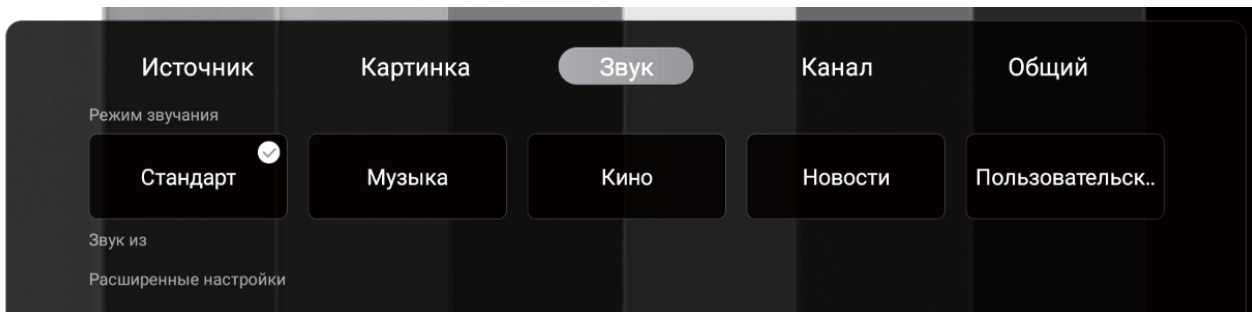 Источник Картинка Звук Канал Общий
Режим звучания
Стандарт Музыка Кино Новости Пользовательск..
Звук из
Расширенные настройки